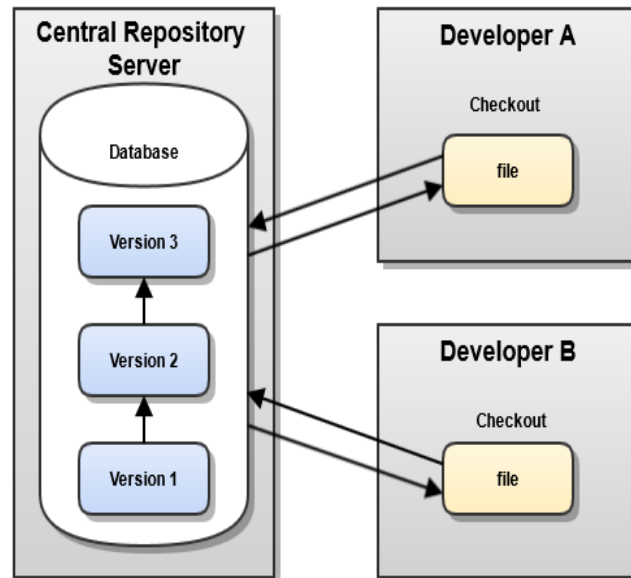 Central Repository
Server
Database
Version 3
Version 2
Version 1
Developer A
Checkout
file
Developer B
Checkout
file